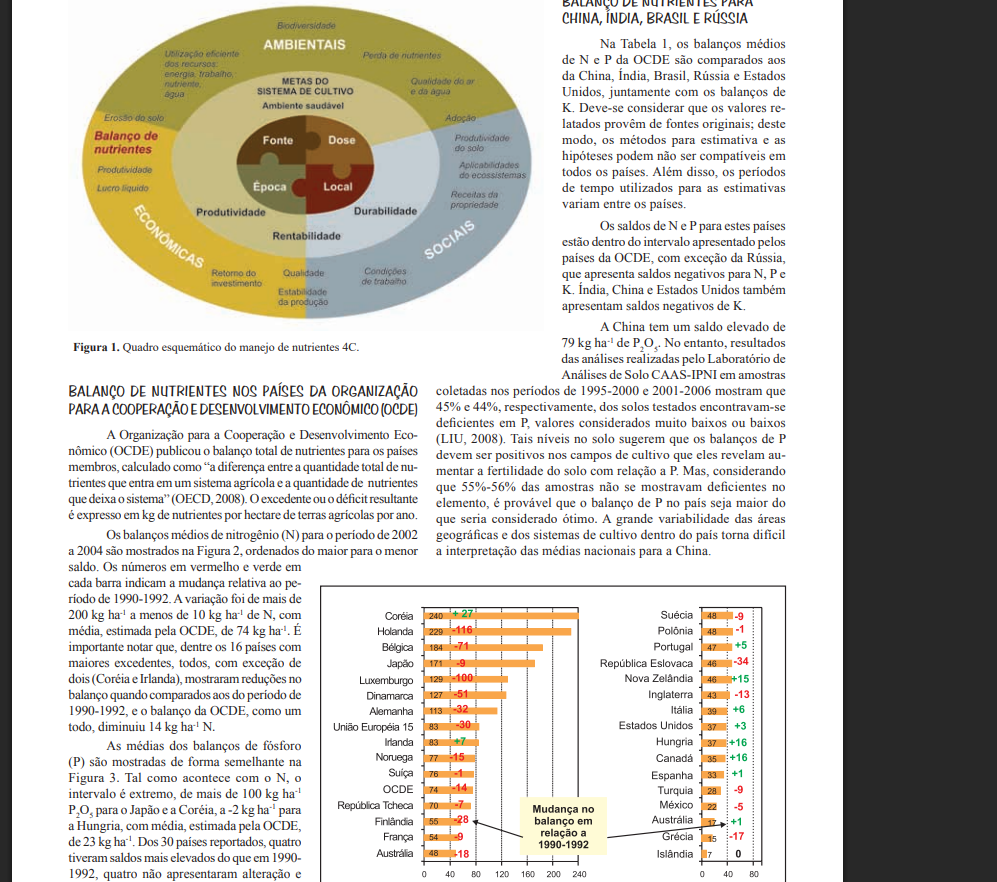 Biodiversidade
AMBIENTAIS
Utilização eficiente
dos recursos:
energia, trabalho,
nutriente,
água
Perda de nutrientes
Qualidade do ar
e da água
METAS DO
SISTEMA DE CULTIVO
Ambiente saudável
Erosão do solo
Adoção
Balanço de
nutrientes
Produtividade
Lucro líquido
Fonte
Dose
Época
Local
Produtividade
do solo
Aplicabilidades
do ecossistemas
Receitas da
propriedade
Produtividade
Durabilidade
Rentabilidade
ECONÔMICAS
SOCIAIS
Retorno do
investimento
Qualidade
Estabilidade
da produção
Condições
de trabalho
Figura 1. Quadro esquemático do manejo de nutrientes 4C.
BALANÇO DE NUTRIENTES NOS PAÍSES DA ORGANIZAÇÃO
PARA A COOPERAÇÃO E DESENVOLVIMENTO ECONÔMICO (OCDE)
A Organização para a Cooperação e Desenvolvimento Eco-
nômico (OCDE) publicou o balanço total de nutrientes para os países
membros, calculado como “a diferença entre a quantidade total de nu-
trientes que entra em um sistema agrícola e a quantidade de nutrientes
que deixa o sistema” (OECD, 2008). O excedente ou o déficit resultante
é expresso em kg de nutrientes por hectare de terras agrícolas por ano.
Os balanços médios de nitrogênio (N) para o período de 2002
a 2004 são mostrados na Figura 2, ordenados do maior para o menor
saldo. Os números em vermelho e verde em
cada barra indicam a mudança relativa ao pe-
ríodo de 1990-1992. A variação foi de mais de
200 kg ha⁻¹ a menos de 10 kg ha⁻¹ de N, com
média, estimada pela OCDE, de 74 kg ha⁻¹. É
importante notar que, dentre os 16 países com
maiores excedentes, todos, com exceção de
dois (Coréia e Irlanda), mostraram reduções no
balanço quando comparados aos do período de
1990-1992, e o balanço da OCDE, como um
todo, diminuiu 14 kg ha⁻¹ N.
As médias dos balanços de fósforo
(P) são mostradas de forma semelhante na
Figura 3. Tal como acontece com o N, o
intervalo é extremo, de mais de 100 kg ha⁻¹
P₂O₅ para o Japão e a Coréia, a -2 kg ha⁻¹ para
a Hungria, com média, estimada pela OCDE,
de 23 kg ha⁻¹. Dos 30 países reportados, quatro
tiveram saldos mais elevados do que em 1990-
1992, quatro não apresentaram alteração e
BALANÇO DE NUTRIENTES PARA
CHINA, ÍNDIA, BRASIL E RÚSSIA
Na Tabela 1, os balanços médios
de N e P da OCDE são comparados aos
da China, Índia, Brasil, Rússia e Estados
Unidos, juntamente com os balanços de
K. Deve-se considerar que os valores re-
latados provêm de fontes originais; deste
modo, os métodos para estimativa e as
hipóteses podem não ser compatíveis em
todos os países. Além disso, os períodos
de tempo utilizados para as estimativas
variam entre os países.
Os saldos de N e P para estes países
estão dentro do intervalo apresentado pelos
países da OCDE, com exceção da Rússia,
que apresenta saldos negativos para N, P e
K. Índia, China e Estados Unidos também
apresentam saldos negativos de K.
A China tem um saldo elevado de
79 kg ha⁻¹ de P₂O₅. No entanto, resultados
das análises realizadas pelo Laboratório de
Análises de Solo CAAS-IPNI em amostras
coletadas nos períodos de 1995-2000 e 2001-2006 mostram que
45% e 44%, respectivamente, dos solos testados encontravam-se
deficientes em P, valores considerados muito baixos ou baixos
(LIU, 2008). Tais níveis no solo sugerem que os balanços de P
devem ser positivos nos campos de cultivo que eles revelam au-
mentar a fertilidade do solo com relação a P. Mas, considerando
que 55%-56% das amostras não se mostravam deficientes no
elemento, é provável que o balanço de P no país seja maior do
que seria considerado ótimo. A grande variabilidade das áreas
geográficas e dos sistemas de cultivo dentro do país torna difícil
a interpretação das médias nacionais para a China.
Coréia 240 + 27
Holanda 229 -116
Bélgica 184 -71
Japão 171 -9
Luxemburgo 129 -100
Dinamarca 127 -51
Alemanha 113 -32
União Européia 15 83 -30
Irlanda 83 +7
Noruega 77 -15
Suíça 76 -1
OCDE 74 -14
República Tcheca 70 -7
Finlândia 55 -28
França 54 -9
Austrália 48 -18
0 40 80 120 160 200 240
Mudança no
balanço em
relação a
1990-1992
Suécia 48 -9
Polônia 48 -1
Portugal 47 +5
República Eslovaca 46 -34
Nova Zelândia 46 +15
Inglaterra 43 -13
Itália 39 +6
Estados Unidos 37 +3
Hungria 37 +16
Canadá 35 +16
Espanha 33 +1
Turquia 28 -9
México 22 -5
Austrália 17 +1
Grécia 15 -17
Islândia 7 0
0 40 80